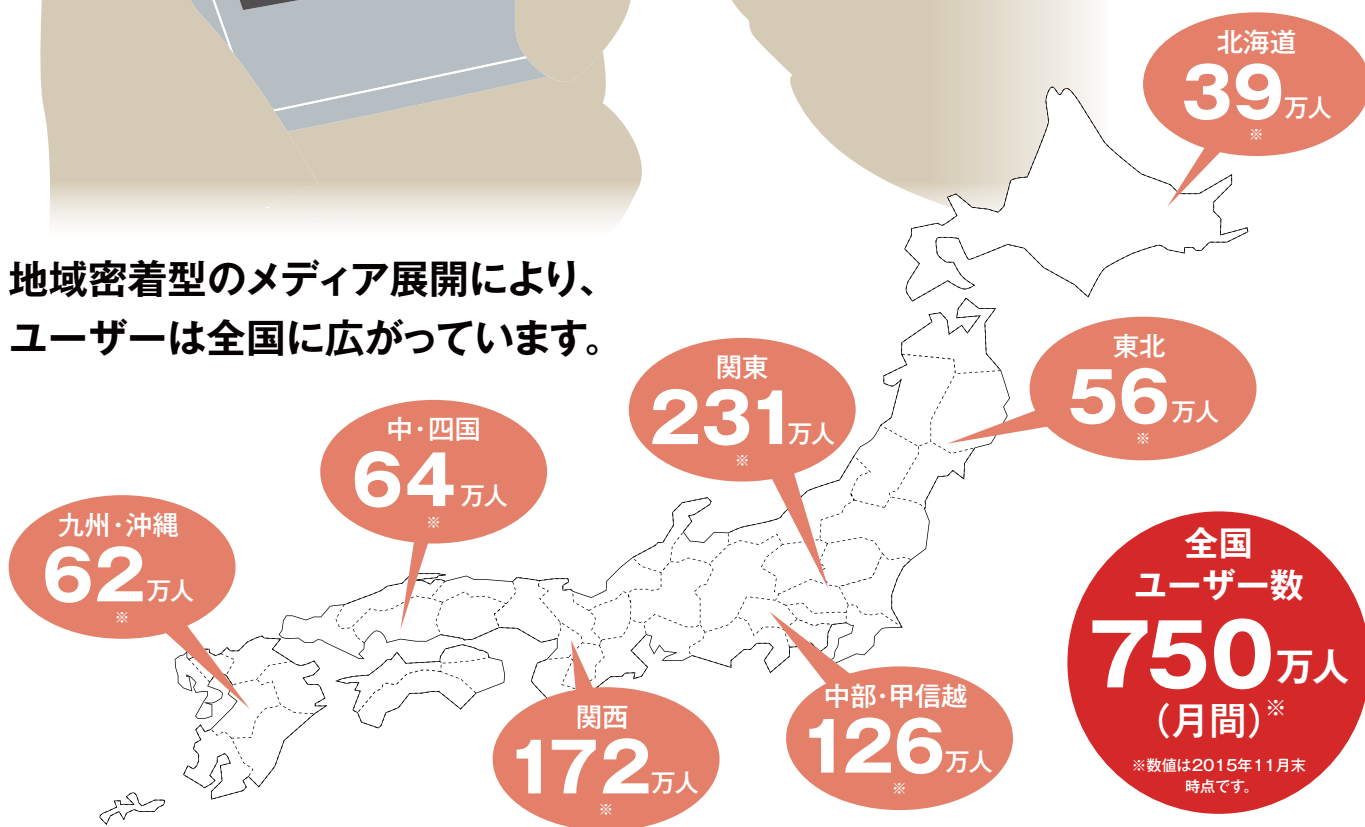 北海道
39万人
※
地域密着型のメディア展開により、
ユーザーは全国に広がっています。
東北
56万人
※
関東
231万人
※
中・四国
64万人
※
九州・沖縄
62万人
※
関西
172万人
※
中部・甲信越
126万人
※
全国
ユーザー数
750万人
(月間)※
※数値は2015年11月末
時点です。